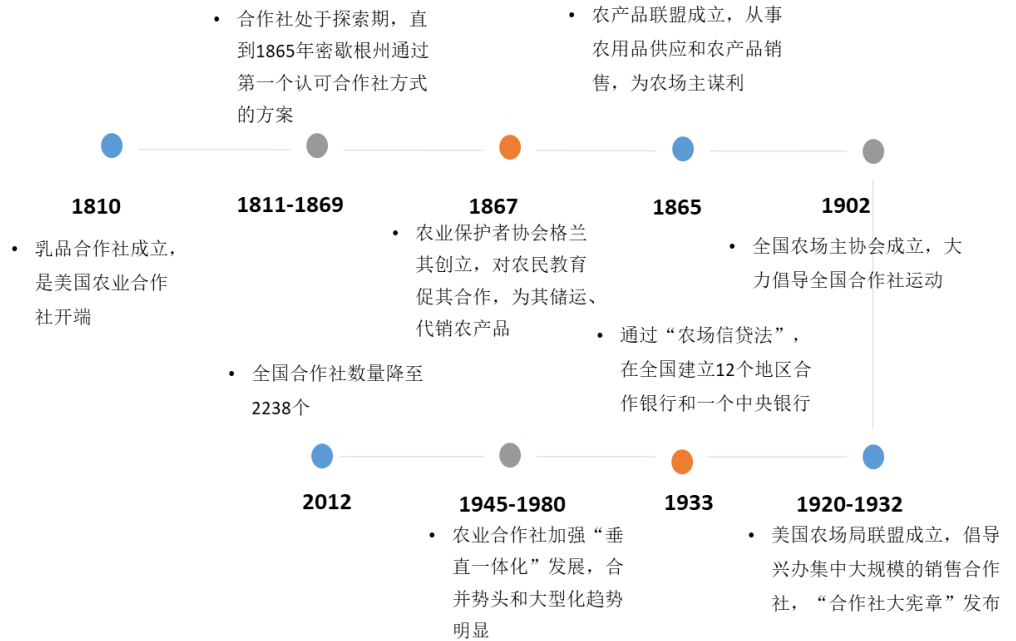 • 合作社处于探索期，直
到1865年密歇根州通过
第一个认可合作社方式
的方案
• 农产品联盟成立，从事
农用品供应和农产品销
售，为农场主谋利
1810
1811-1869
1867
1865
1902
• 乳品合作社成立，
是美国农业合作
社开端
• 农业保护者协会格兰
其创立，对农民教育
促其合作，为其储运、
代销农产品
• 全国农场主协会成立，大
力倡导全国合作社运动
• 全国合作社数量降至
2238个
• 通过“农场信贷法”，
在全国建立12个地区合
作银行和一个中央银行
2012
1945-1980
1933
1920-1932
• 农业合作社加强“垂
直一体化”发展，合
并势头和大型化趋势
明显
• 美国农场局联盟成立，倡导
兴办集中大规模的销售合作
社，“合作社大宪章”发布